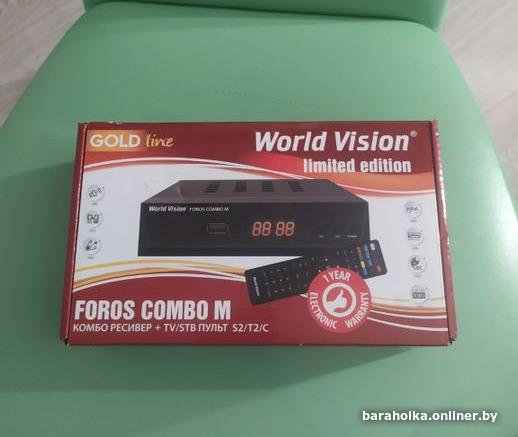 GOLD line
World Vision®
limited edition
World Vision® FOROS COMBO M
88:88
1 YEAR
ELECTRONIC WARRANTY
FOROS COMBO M
КОМБО РЕСИВЕР + TV/STB ПУЛЬТ S2/T2/C
baraholka.onliner.by